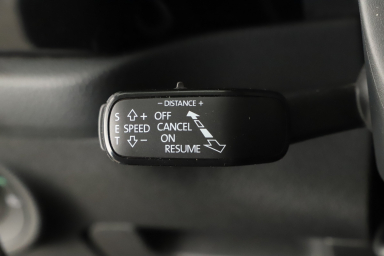 - DISTANCE +
S ⇧ + OFF
E SPEED CANCEL
T ⇩ - ON
RESUME